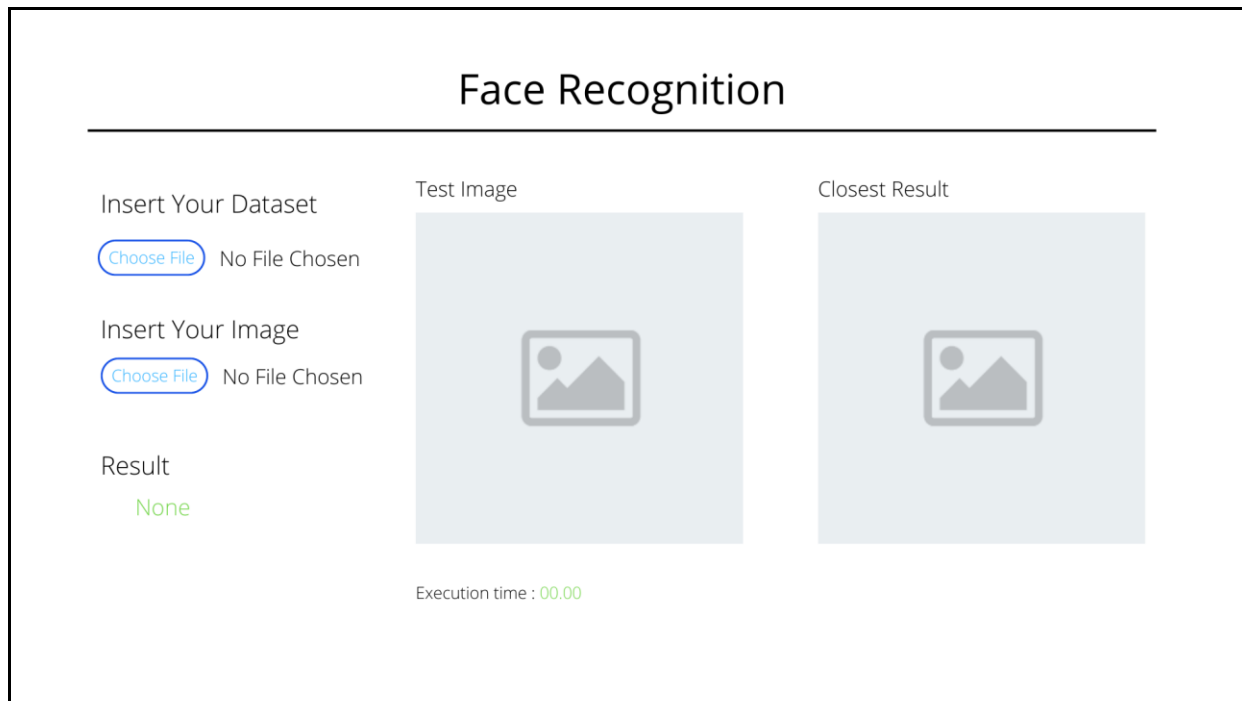 Face Recognition
Insert Your Dataset
Choose File No File Chosen
Insert Your Image
Choose File No File Chosen
Result
None
Test Image
Closest Result
Execution time : 00.00